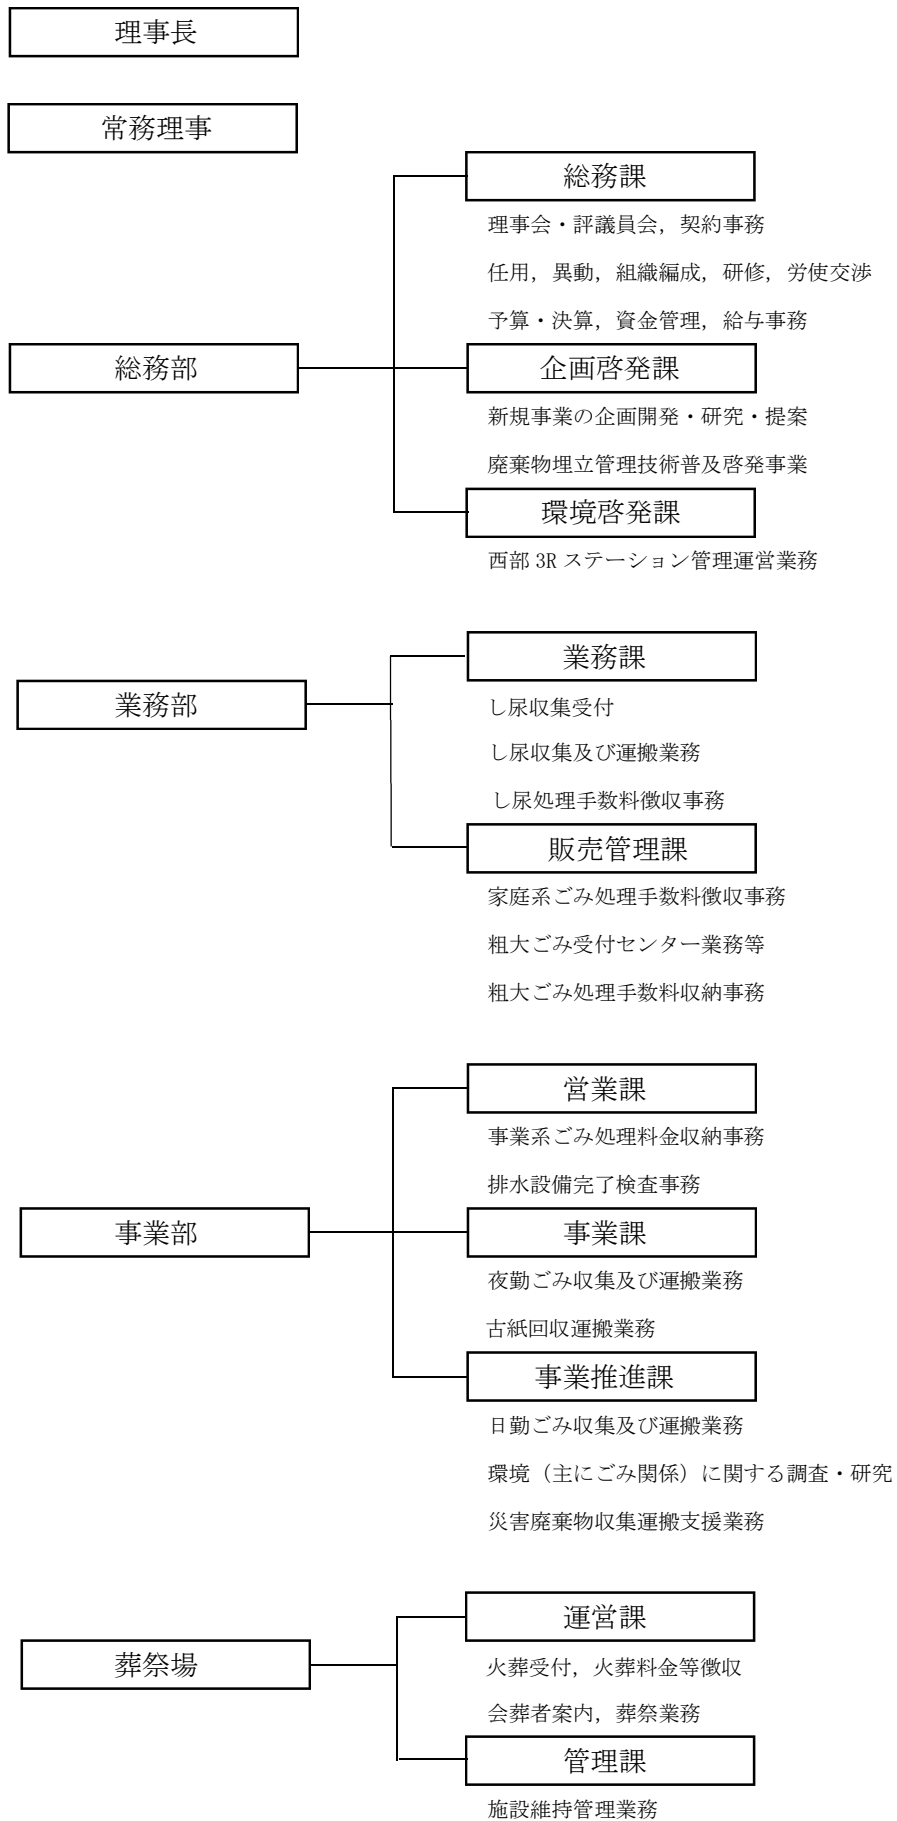 理事長
常務理事
総務課
理事会・評議員会，契約事務
任用，異動，組織編成，研修，労使交渉
予算・決算，資金管理，給与事務
総務部
企画啓発課
新規事業の企画開発・研究・提案
廃棄物埋立管理技術普及啓発事業
環境啓発課
西部 3R ステーション管理運営業務
業務課
業務部
し尿収集受付
し尿収集及び運搬業務
し尿処理手数料徴収事務
販売管理課
家庭系ごみ処理手数料徴収事務
粗大ごみ受付センター業務等
粗大ごみ処理手数料収納事務
営業課
事業系ごみ処理料金収納事務
排水設備完了検査事務
事業部
事業課
夜勤ごみ収集及び運搬業務
古紙回収運搬業務
事業推進課
日勤ごみ収集及び運搬業務
環境（主にごみ関係）に関する調査・研究
災害廃棄物収集運搬支援業務
運営課
葬祭場
火葬受付，火葬料金等徴収
会葬者案内，葬祭業務
管理課
施設維持管理業務